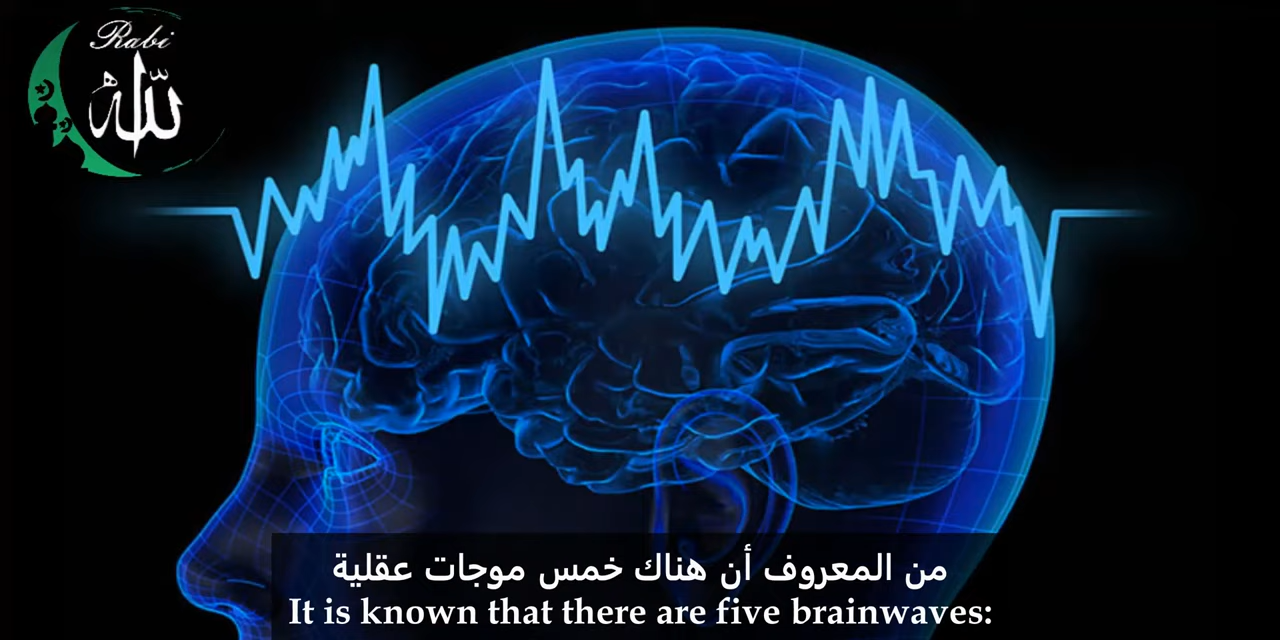 Rabi
الله
من المعروف أن هناك خمس موجات عقلية
It is known that there are five brainwaves: